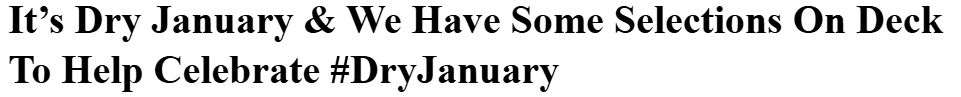 It’s Dry January & We Have Some Selections On Deck
To Help Celebrate #DryJanuary